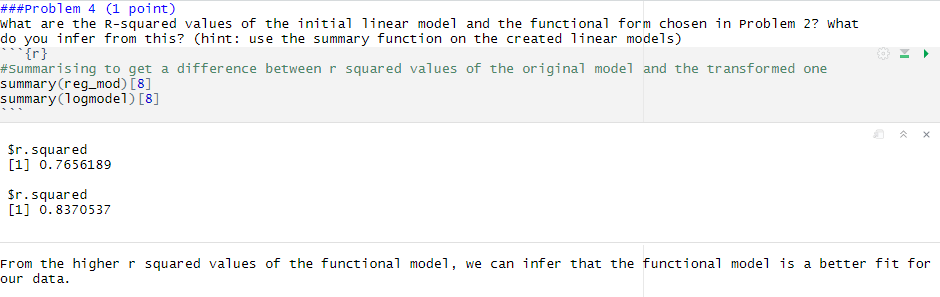 ###Problem 4 (1 point)
What are the R-squared values of the initial linear model and the functional form chosen in Problem 2? What
do you infer from this? (hint: use the summary function on the created linear models)
```{r}
#Summarising to get a difference between r squared values of the original model and the transformed one
summary(reg_mod)[8]
summary(logmodel)[8]
```
$r.squared
[1] 0.7656189
$r.squared
[1] 0.8370537
From the higher r squared values of the functional model, we can infer that the functional model is a better fit for
our data.